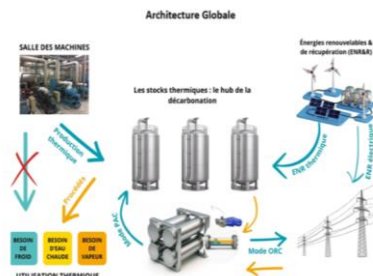 Architecture Globale
SALLE DES MACHINES
Énergies renouvelables &
de récupération (ENR&R)
Les stocks thermiques : le hub de la
décarbonation
Production
thermique
Procédés
ENR thermique
ENR électrique
Mode PAC
Mode ORC
BESOIN
DE
FROID
BESOIN
D'EAU
CHAUDE
BESOIN
DE
VAPEUR
UTILISATION THERMIQUE